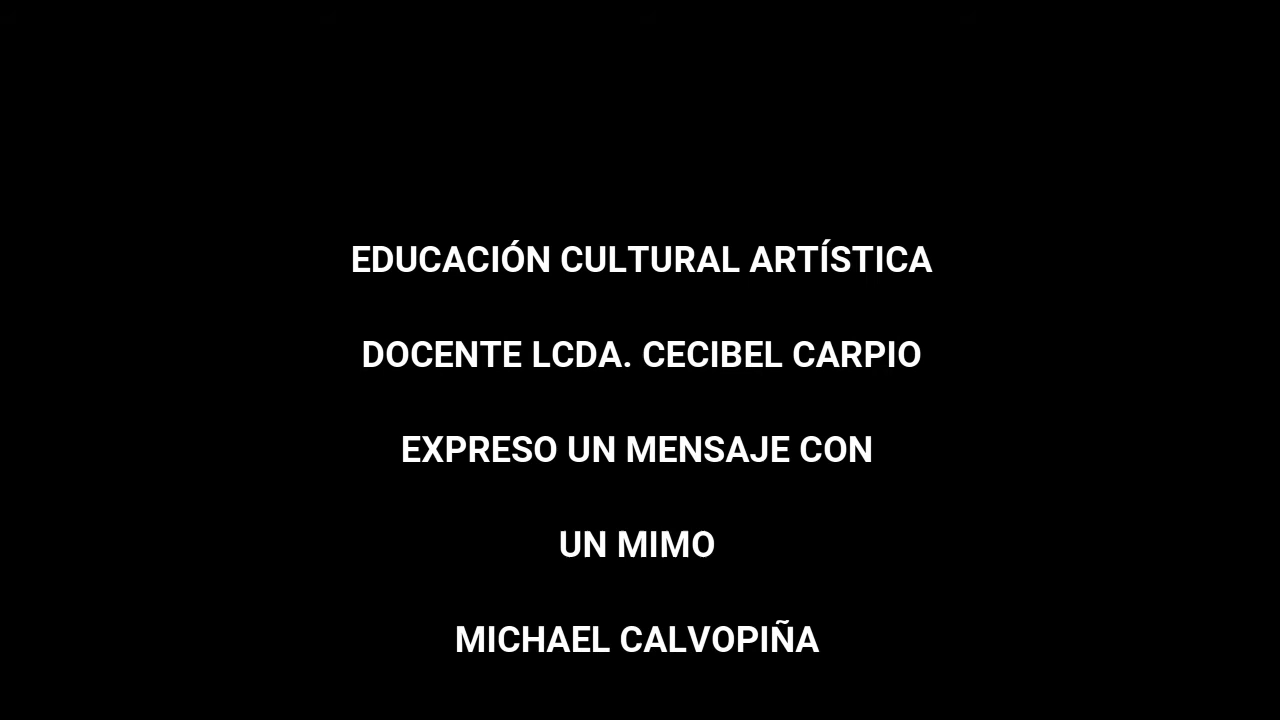 EDUCACIÓN CULTURAL ARTÍSTICA
DOCENTE LCDA. CECIBEL CARPIO
EXPRESO UN MENSAJE CON
UN MIMO
MICHAEL CALVOPIÑA